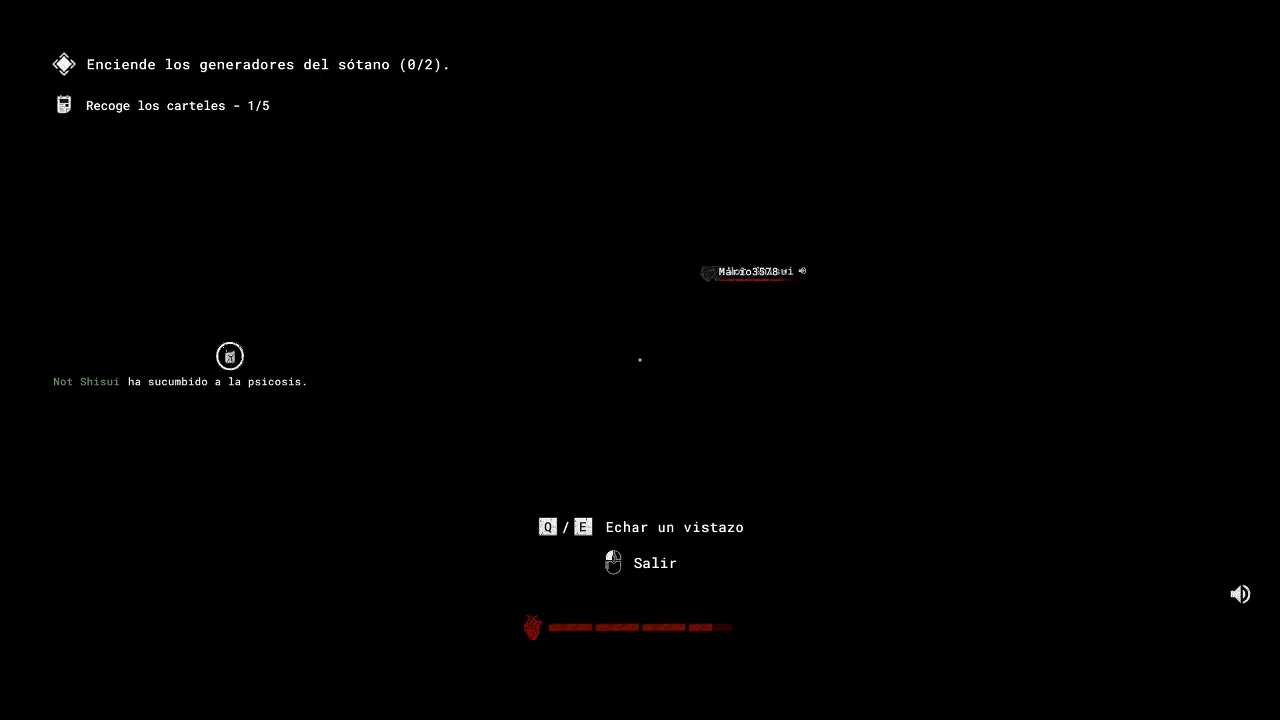 Enciende los generadores del sótano (0/2).
Recoge los carteles - 1/5
Not Shisui ha sucumbido a la psicosis.
Q / E Echar un vistazo
Salir